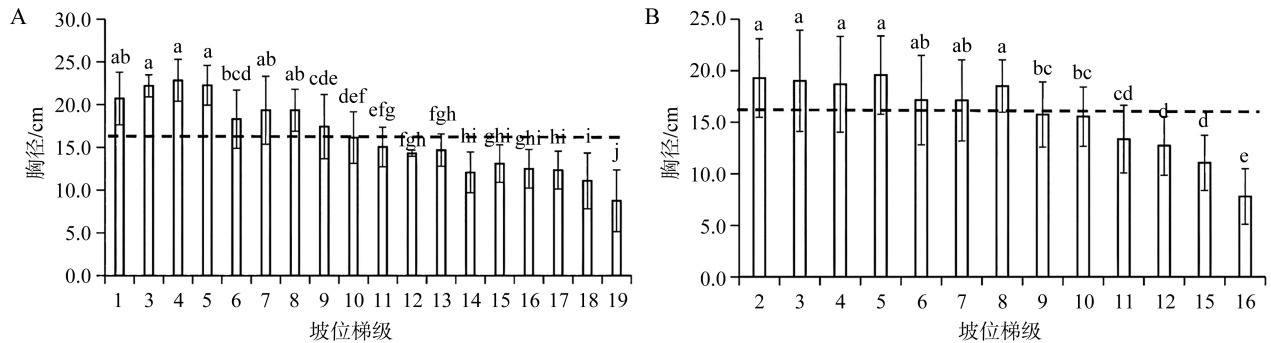 A
30.0
25.0
20.0
15.0
10.0
5.0
0.0
胸径/cm
ab a a a bcd ab ab cde def efg fgh fgh hi ghi ghi hi i j
1 3 4 5 6 7 8 9 10 11 12 13 14 15 16 17 18 19
坡位梯级
B
25.0
20.0
15.0
10.0
5.0
0.0
胸径/cm
a a a a ab ab a bc bc cd d d e
2 3 4 5 6 7 8 9 10 11 12 15 16
坡位梯级